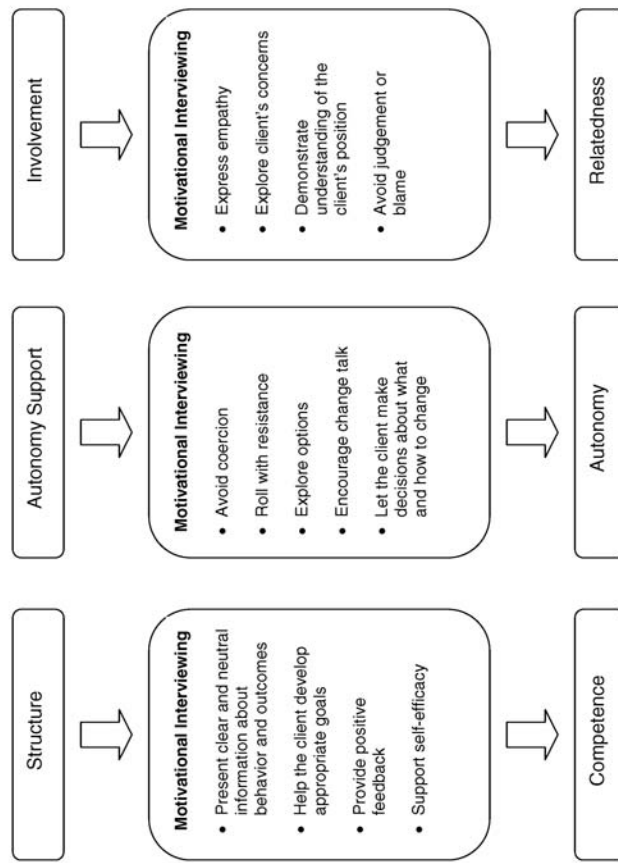 Structure
Motivational Interviewing
• Present clear and neutral
information about
behavior and outcomes
• Help the client develop
appropriate goals
• Provide positive
feedback
• Support self-efficacy
Competence
Autonomy Support
Motivational Interviewing
• Avoid coercion
• Roll with resistance
• Explore options
• Encourage change talk
• Let the client make
decisions about what
and how to change
Autonomy
Involvement
Motivational Interviewing
• Express empathy
• Explore client's concerns
• Demonstrate
understanding of the
client's position
• Avoid judgement or
blame
Relatedness